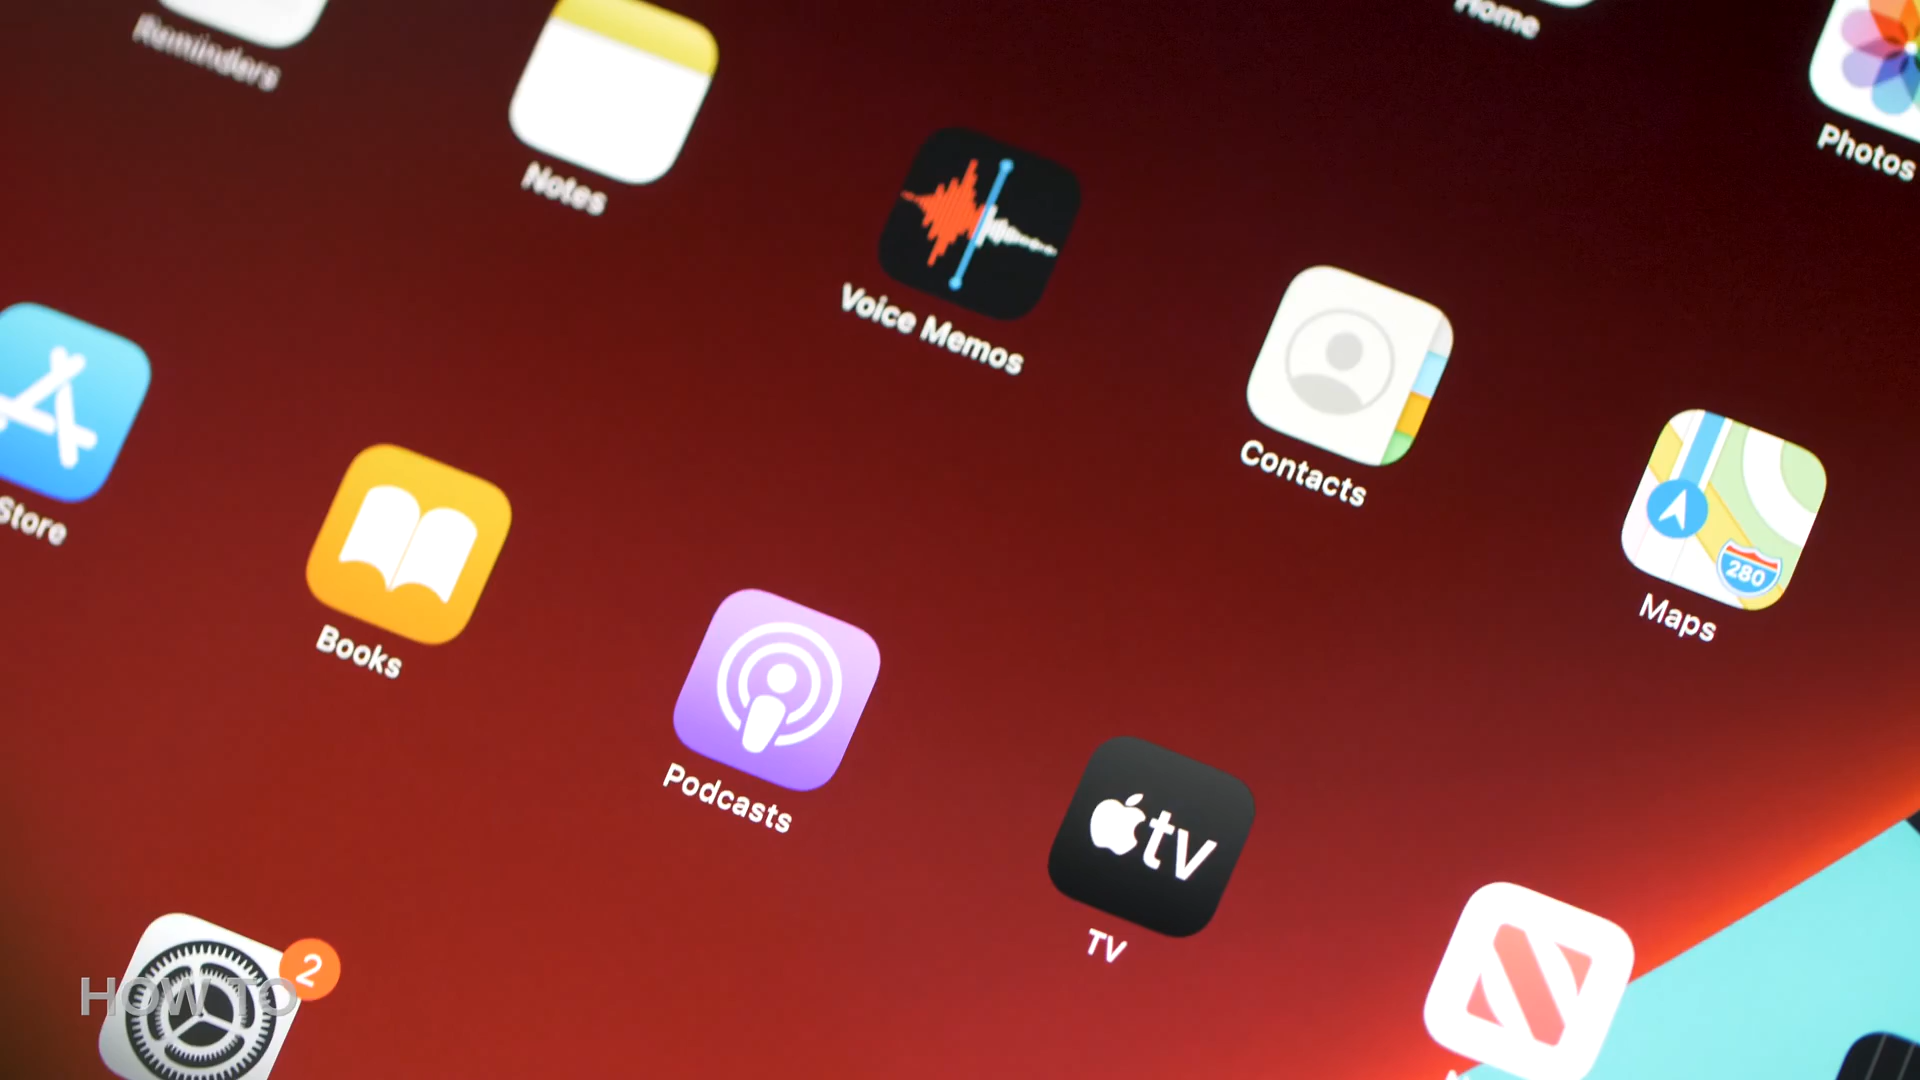 Reminders
Home
Notes
Photos
Voice Memos
Contacts
Store
280
Maps
Books
Podcasts
tv
TV
2
HOW TO